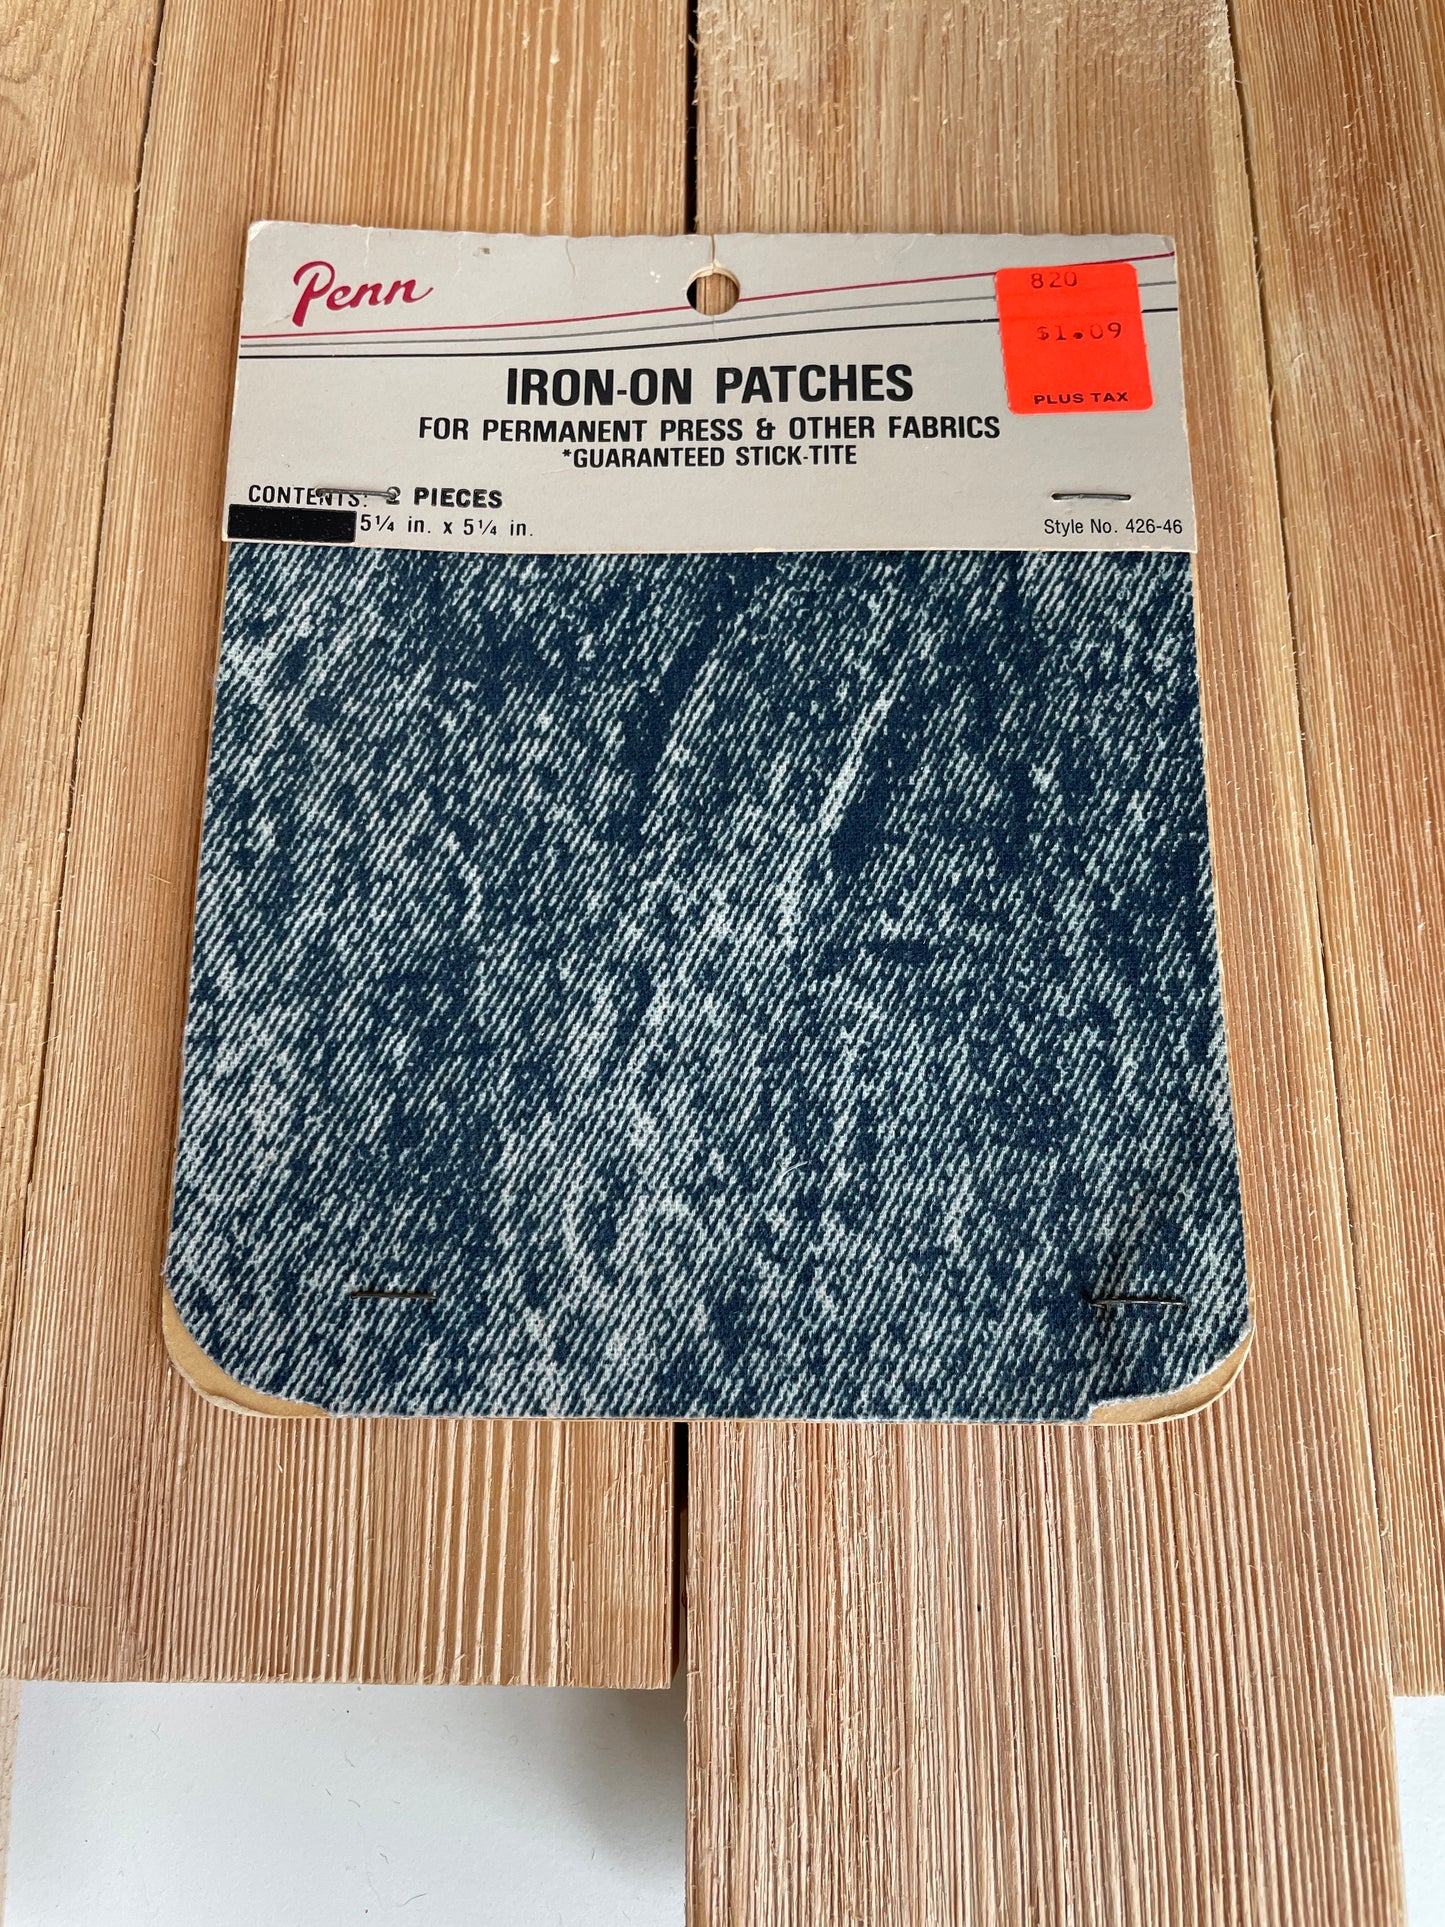 Penn
820
$1.09
PLUS TAX
IRON-ON PATCHES
FOR PERMANENT PRESS & OTHER FABRICS
*GUARANTEED STICK-TITE
CONTENTS: 2 PIECES
5¼ in. x 5¼ in.
Style No. 426-46